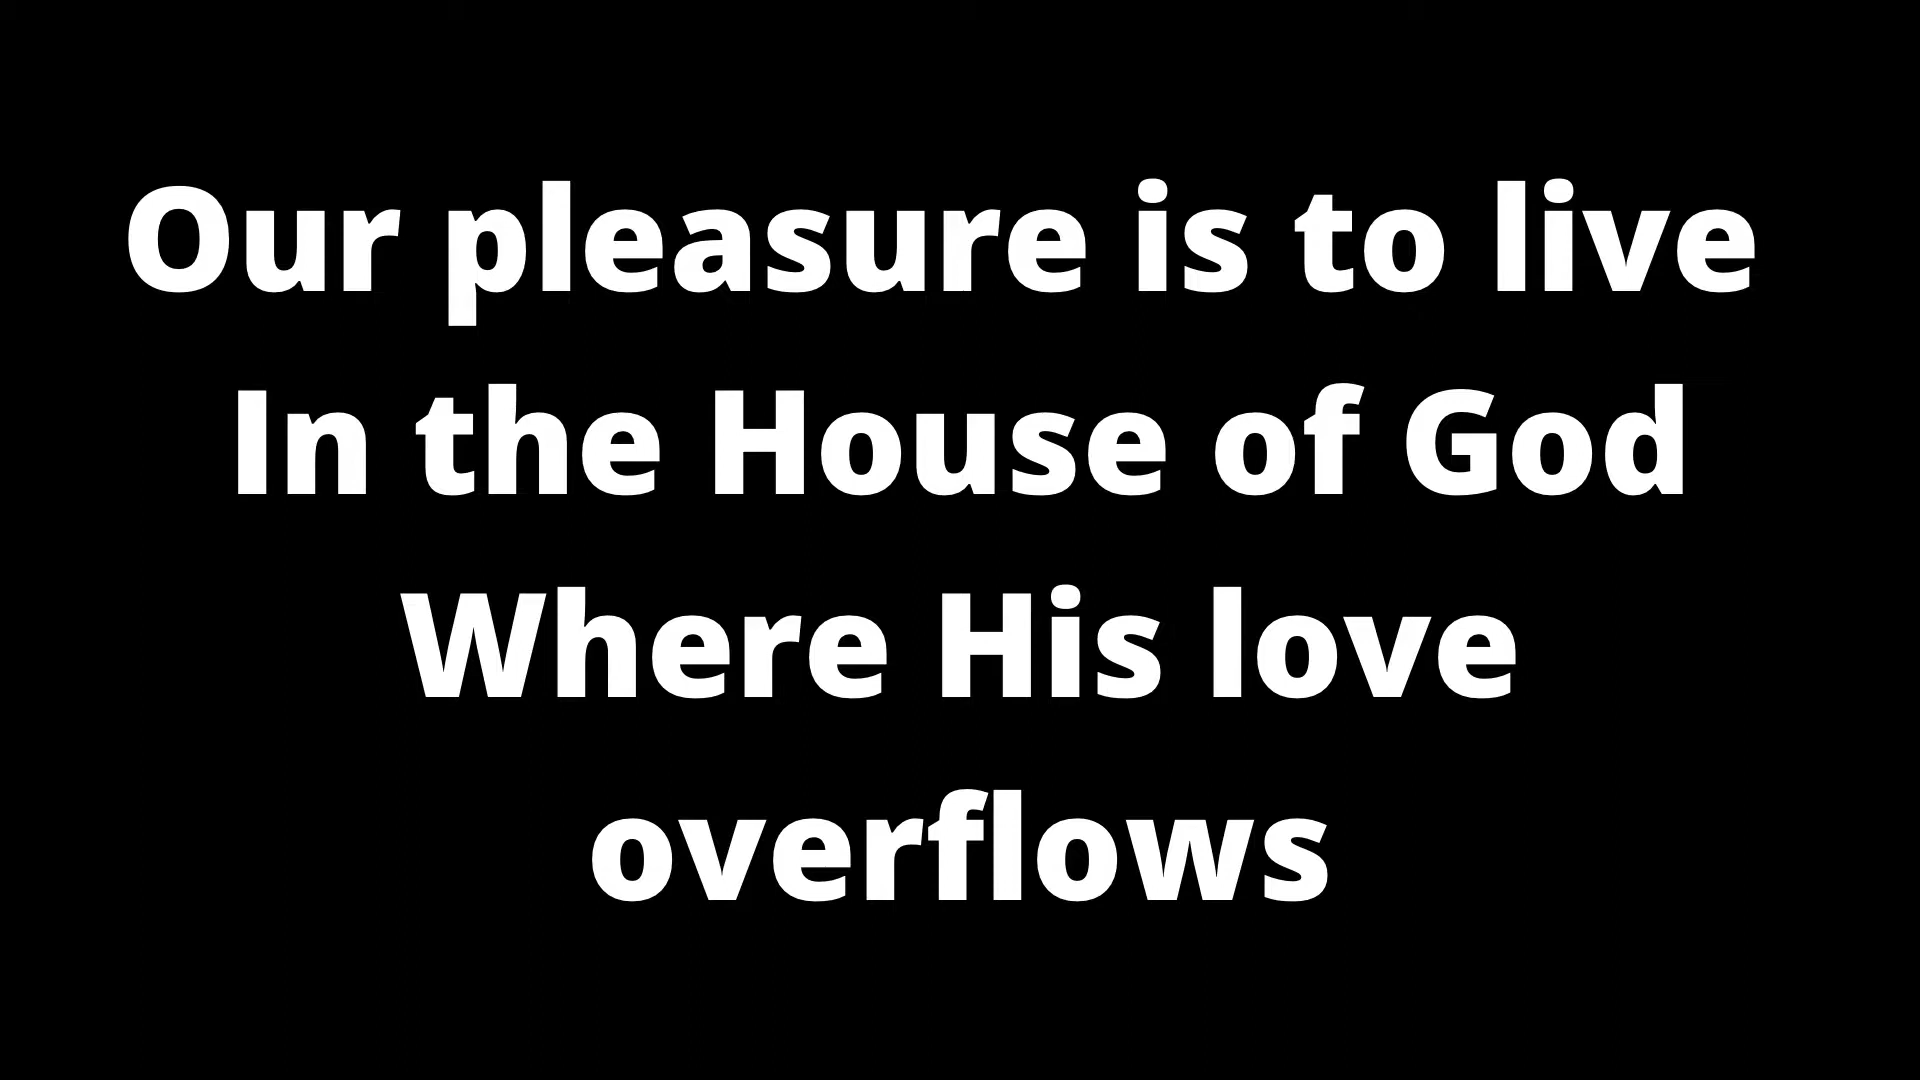 Our pleasure is to live
In the House of God
Where His love
overflows